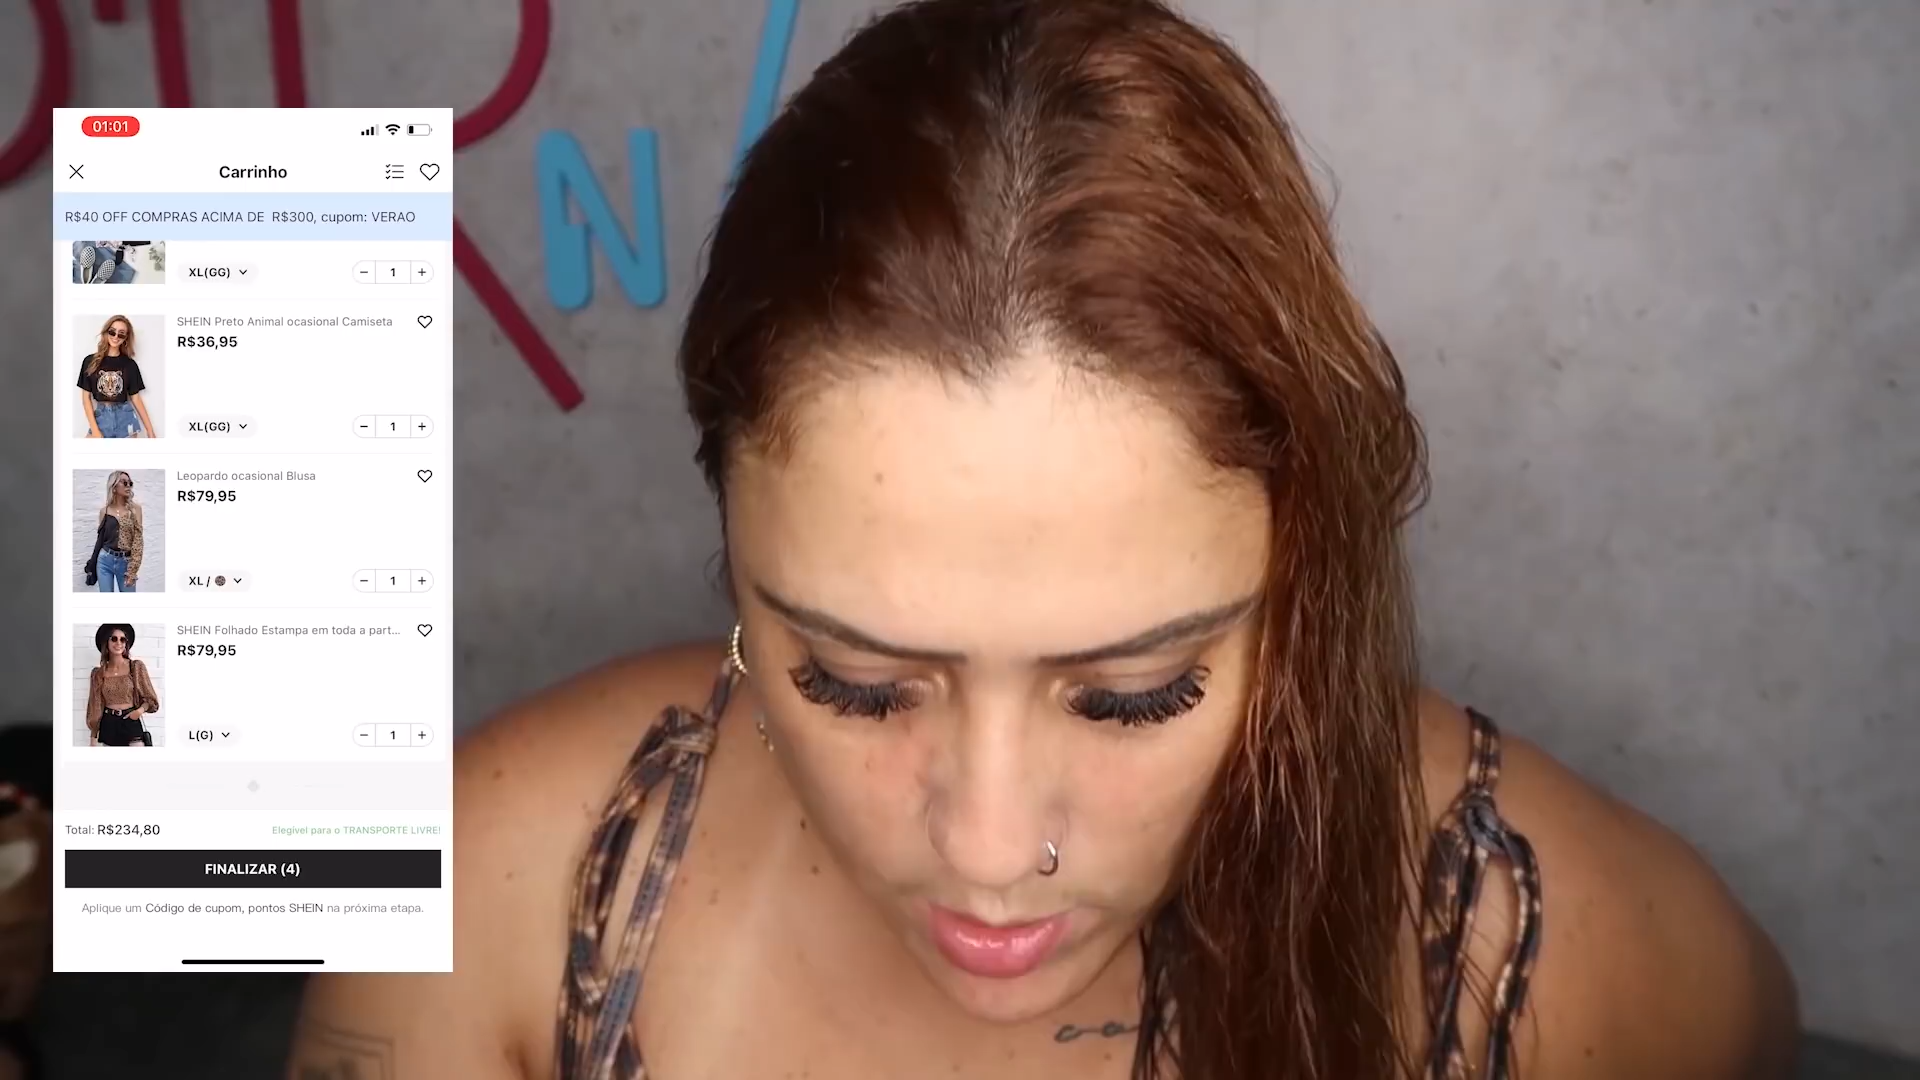 01:01
Carrinho
R$40 OFF COMPRAS ACIMA DE R$300, cupom: VERAO
XL(GG)
1
SHEIN Preto Animal ocasional Camiseta
R$36,95
XL(GG)
1
Leopardo ocasional Blusa
R$79,95
XL /
1
SHEIN Folhado Estampa em toda a part...
R$79,95
L(G)
1
Total: R$234,80
Elegível para o TRANSPORTE LIVRE!
FINALIZAR (4)
Aplique um Código de cupom, pontos SHEIN na próxima etapa.